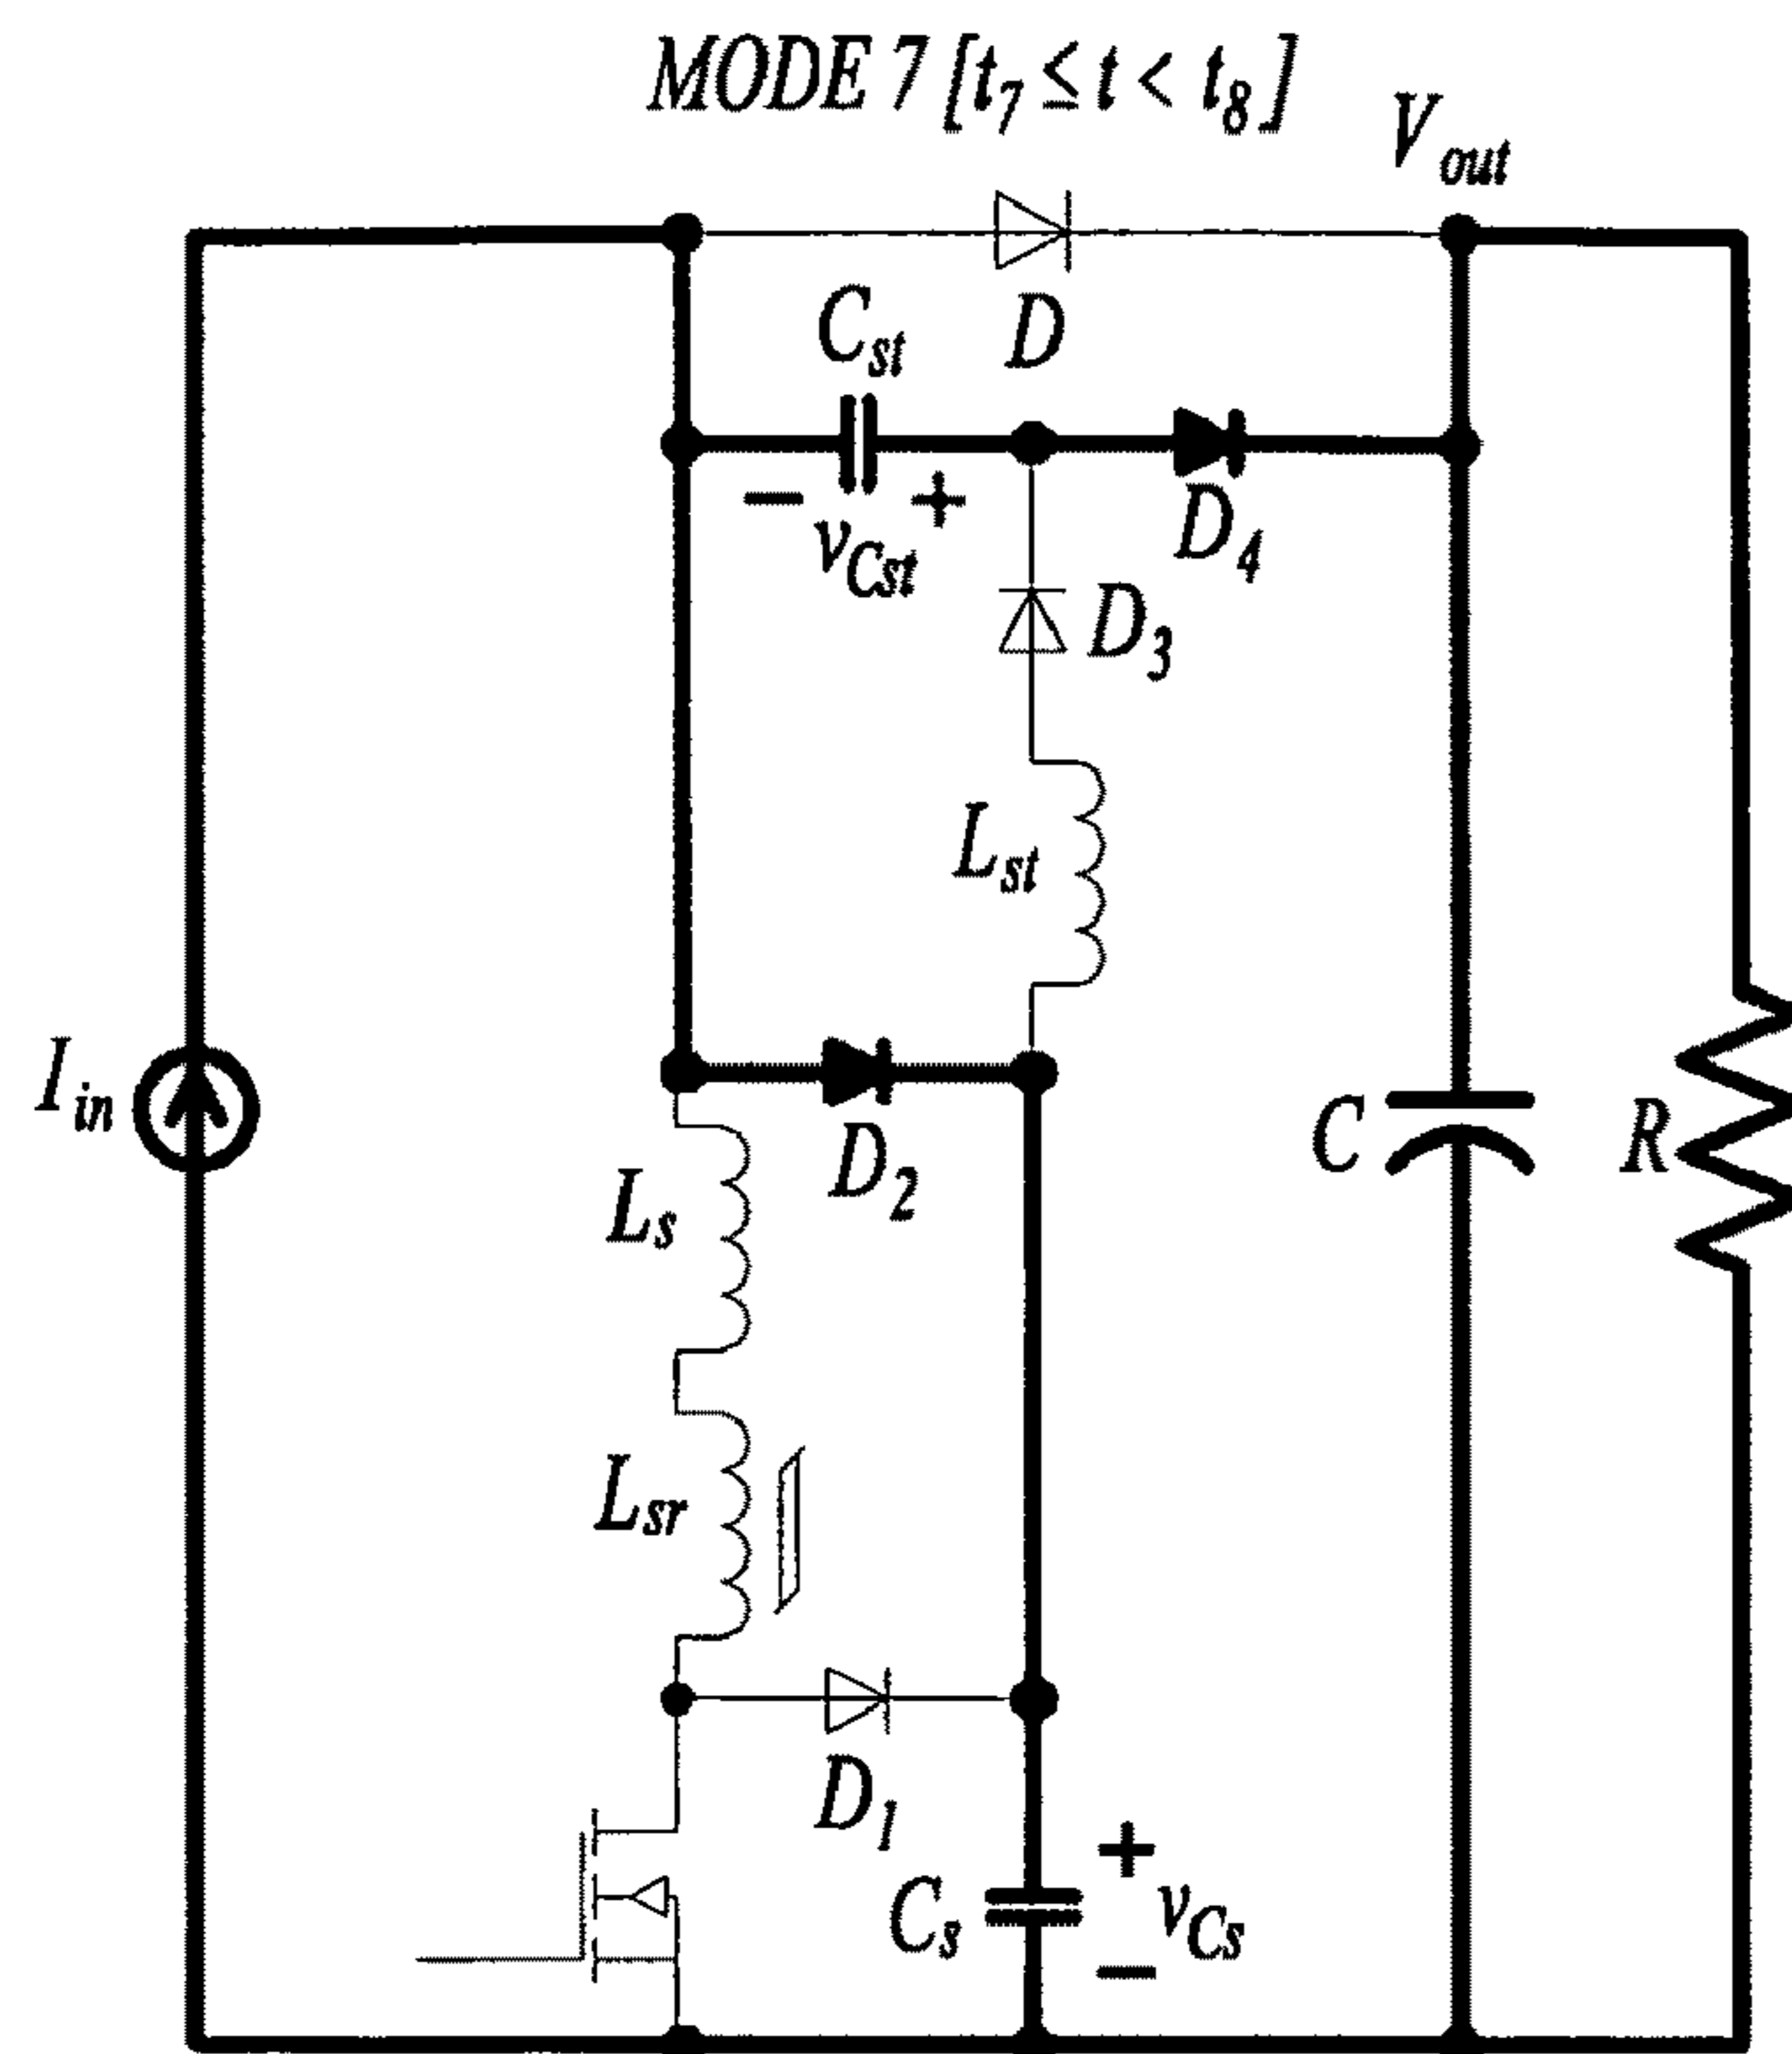 MODE 7 [t7 ≤ t < t8]
Vout
Cst
D
− vCst +
D4
D3
Lst
Iin
D2
Ls
C
R
Lsr
D1
Cs
+
vCs
−